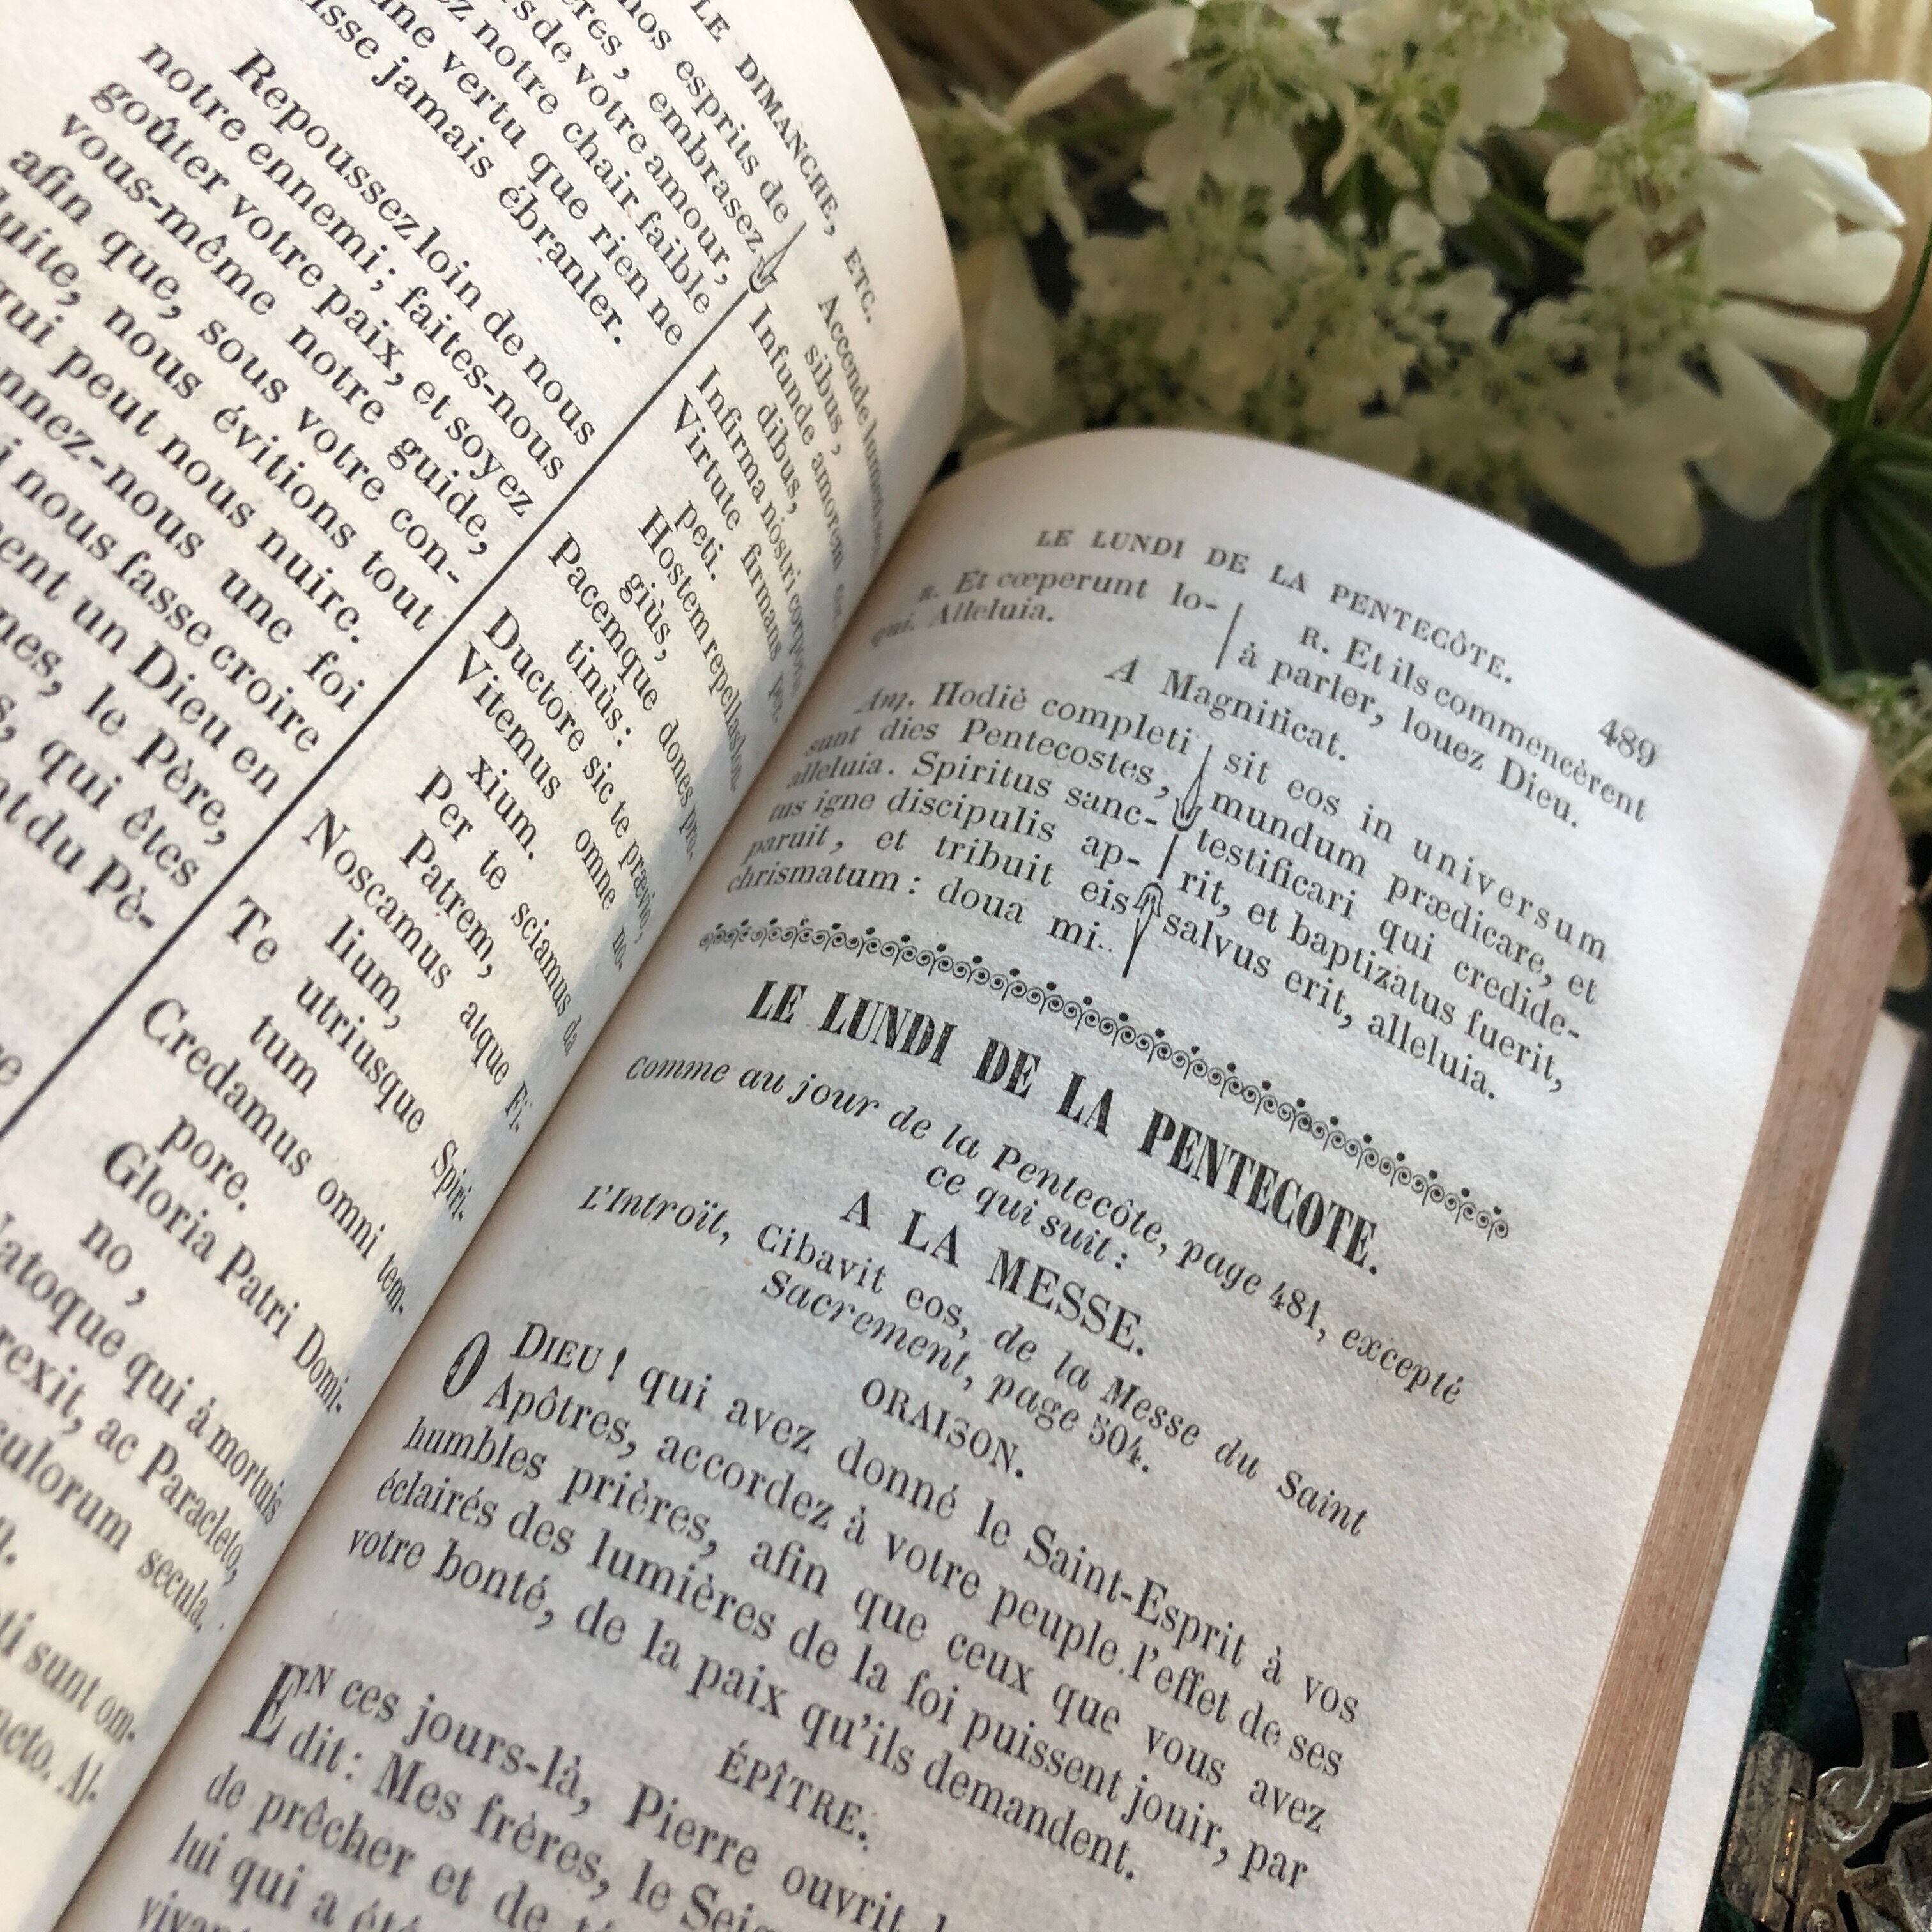 LE DIMANCHE, ETC.
nos esprits de
embrasez
de votre amour,
notre chair faible
une vertu que rien ne
jamais ébranler.
Repoussez loin de nous
notre ennemi; faites-nous
goûter votre paix, et soyez
vous-même notre guide,
afin que, sous votre con-
duite, nous évitions tout
qui peut nous nuire.
une foi
nous fasse croire
un Dieu en
le Père,
qui êtes
du Pè-
Accende lumen
sibus,
Infunde amorem cor-
dibus,
Infirma nostri corporis
Virtute firmans per-
peti.
Hostem repellas lon-
giùs,
Pacemque dones pro-
tinùs:
Ductore sic te prævio,
Vitemus omne no-
xium.
Per te sciamus da
Patrem,
Noscamus atque Fi-
lium,
Te utriusque Spiri-
tum
Credamus omni tem-
pore.
Gloria Patri Domi-
no,
Natoque qui à mortuis
ac Paracleto,
secula.
sunt om-
Al-
LE LUNDI DE LA PENTECÔTE. 489
R. Et cœperunt lo-
qui. Alleluia.
R. Et ils commencèrent
à parler, louez Dieu.
A Magnificat.
Am. Hodiè completi
sunt dies Pentecostes,
alleluia. Spiritus sanc-
tus igne discipulis ap-
paruit, et tribuit eis
chrismatum: doua mi..
sit eos in universum
mundum prædicare, et
testificari qui credide-
rit, et baptizatus fuerit,
salvus erit, alleluia.
LE LUNDI DE LA PENTECOTE.
comme au jour de la Pentecôte, page 481, excepté
ce qui suit:
A LA MESSE.
L'Introït, Cibavit eos, de la Messe du Saint
Sacrement, page 504.
ORAISON.
O DIEU! qui avez donné le Saint-Esprit à vos
Apôtres, accordez à votre peuple l'effet de ses
humbles prières, afin que ceux que vous avez
éclairés des lumières de la foi puissent jouir, par
votre bonté, de la paix qu'ils demandent.
ÉPÎTRE.
EN ces jours-là, Pierre ouvrit
dit: Mes frères, le
de prêcher et de
lui qui a été